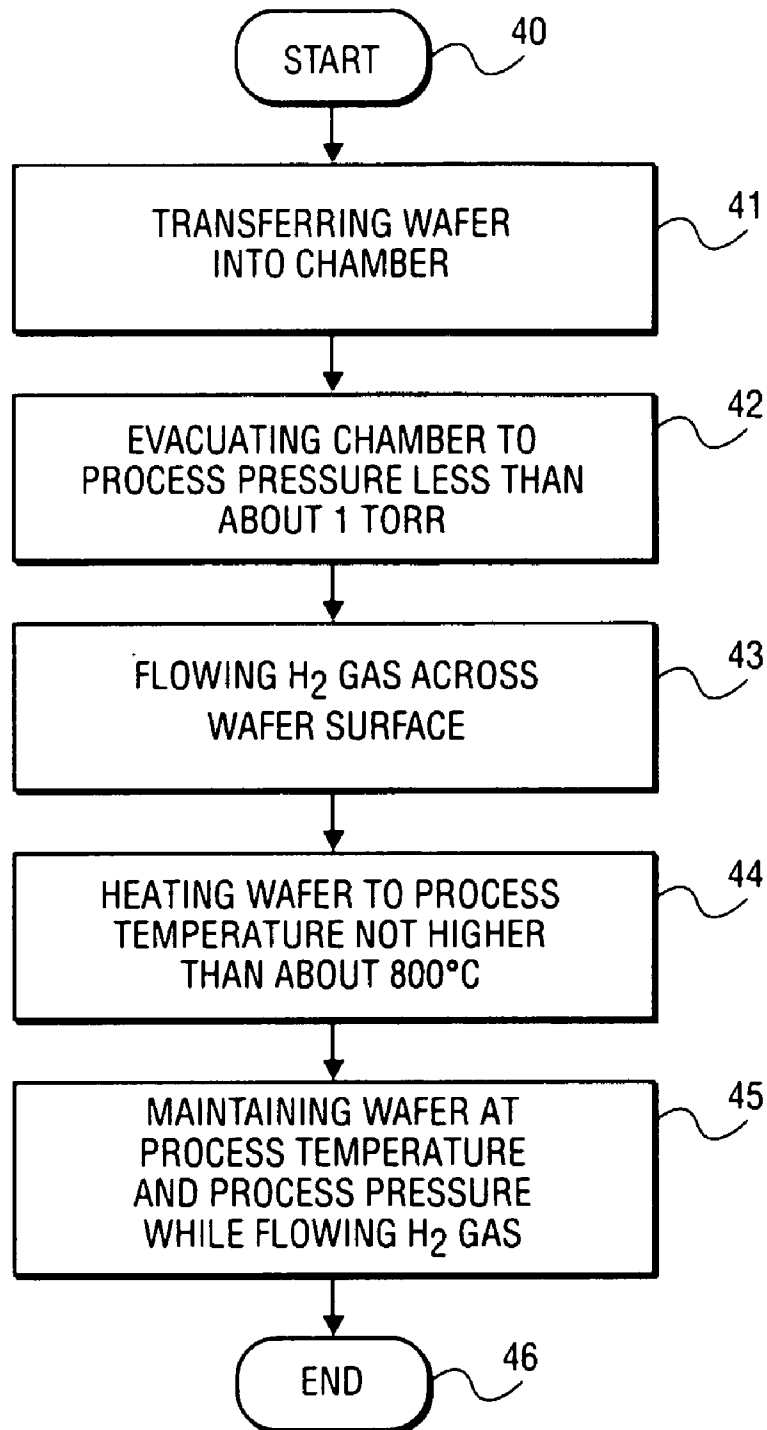 START
40
TRANSFERRING WAFER
INTO CHAMBER
41
EVACUATING CHAMBER TO
PROCESS PRESSURE LESS THAN
ABOUT 1 TORR
42
FLOWING H2 GAS ACROSS
WAFER SURFACE
43
HEATING WAFER TO PROCESS
TEMPERATURE NOT HIGHER
THAN ABOUT 800°C
44
MAINTAINING WAFER AT
PROCESS TEMPERATURE
AND PROCESS PRESSURE
WHILE FLOWING H2 GAS
45
END
46